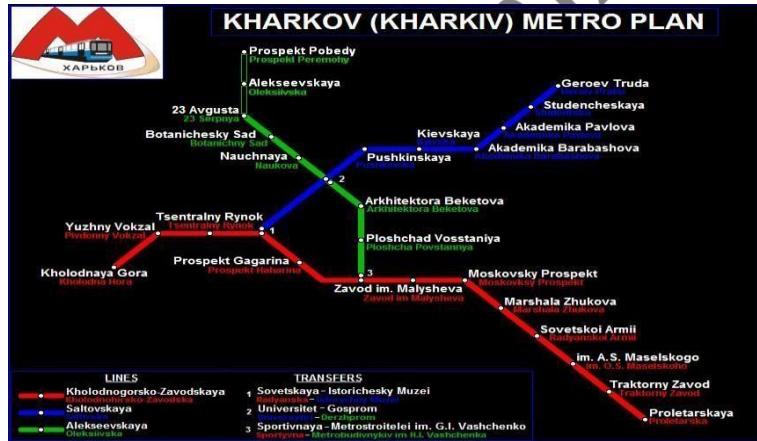 KHARKOV (KHARKIV) METRO PLAN
ХАРЬКОВ
Prospekt Pobedy
Prospekt Peremohy
Alekseevskaya
Oleksiivska
23 Avgusta
23 Serpnya
Botanichesky Sad
Botanichny Sad
Nauchnaya
Naukova
2
Geroev Truda
Studencheskaya
Akademika Pavlova
Akademika Barabashova
Akademika Barabashova
Kievskaya
Pushkinskaya
Arkhitektora Beketova
Arkhitektora Beketova
Ploshchad Vosstaniya
Ploshcha Povstannya
Tsentralny Rynok
Tsentralny Rynok
1
Yuzhny Vokzal
Pivdenny Vokzal
Kholodnaya Gora
Kholodna Hora
Prospekt Gagarina
Prospekt Haharina
3
Zavod im. Malysheva
Zavod im Malysheva
Moskovsky Prospekt
Moskovksy Prospekt
Marshala Zhukova
Marshala Zhukova
Sovetskoi Armii
Radyanskoi Armii
im. A.S. Maselskogo
im. O.S. Maselskoho
Traktorny Zavod
Traktorny Zavod
Proletarskaya
Proletarska
LINES
Kholodnogorsko-Zavodskaya
Kholodnohirsko Zavodska
Saltovskaya
Alekseevskaya
Oleksiivska
TRANSFERS
1 Sovetskaya - Istorichesky Muzei
Radyanska - Istorychny Muzei
2 Universitet - Gosprom
Universytet - Derzhprom
3 Sportivnaya - Metrostroitelei im. G.I. Vashchenko
Sportyvna - Metrobudivnykiv im H.I. Vashchenka